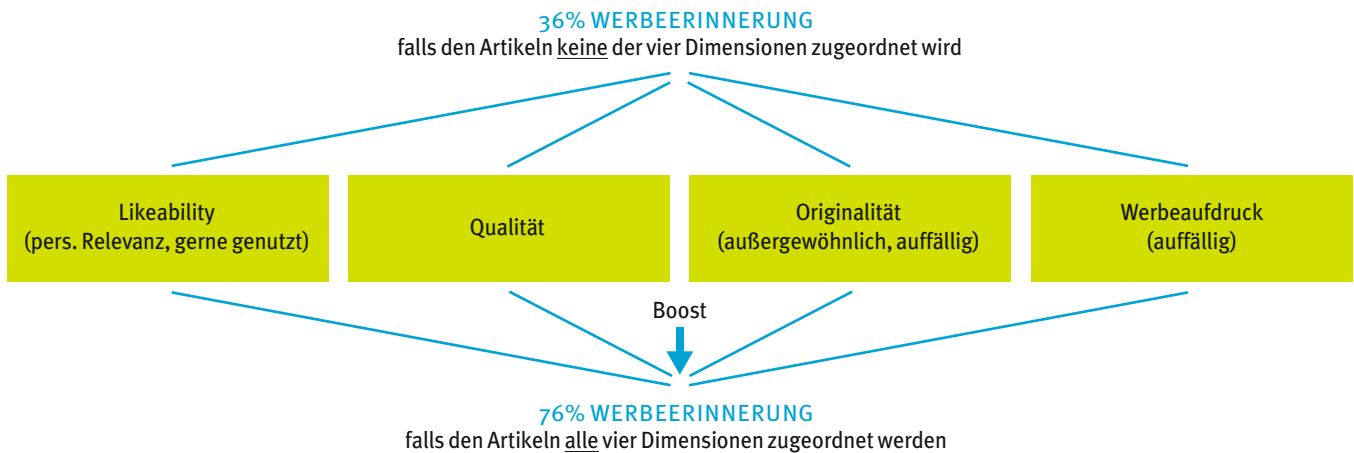 36% WERBEERINNERUNG
falls den Artikeln keine der vier Dimensionen zugeordnet wird
Likeability
(pers. Relevanz, gerne genutzt)
Qualität
Originalität
(außergewöhnlich, auffällig)
Werbeaufdruck
(auffällig)
Boost
76% WERBEERINNERUNG
falls den Artikeln alle vier Dimensionen zugeordnet werden